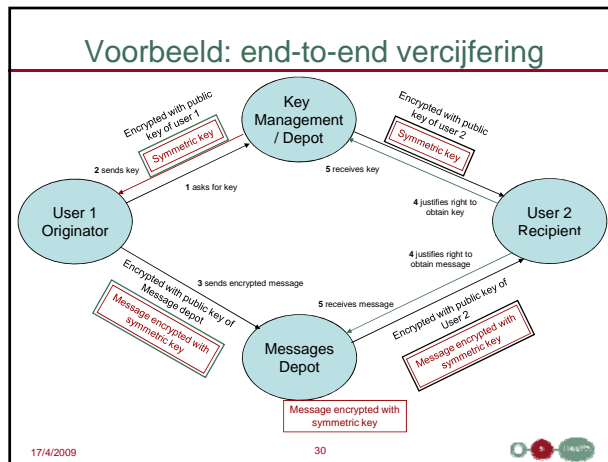 Voorbeeld: end-to-end vercijfering
Encrypted with public
key of user 1
Symmetric key
Key
Management
/ Depot
Encrypted with public
key of user 2
Symmetric key
2 sends key
1 asks for key
5 receives key
4 justifies right to
obtain key
User 1
Originator
User 2
Recipient
4 justifies right to
obtain message
3 sends encrypted message
Encrypted with public key of
Message depot
Message encrypted with
symmetric key
5 receives message
Encrypted with public key of
User 2
Message encrypted with
symmetric key
Messages
Depot
Message encrypted with
symmetric key
17/4/2009
30
Health